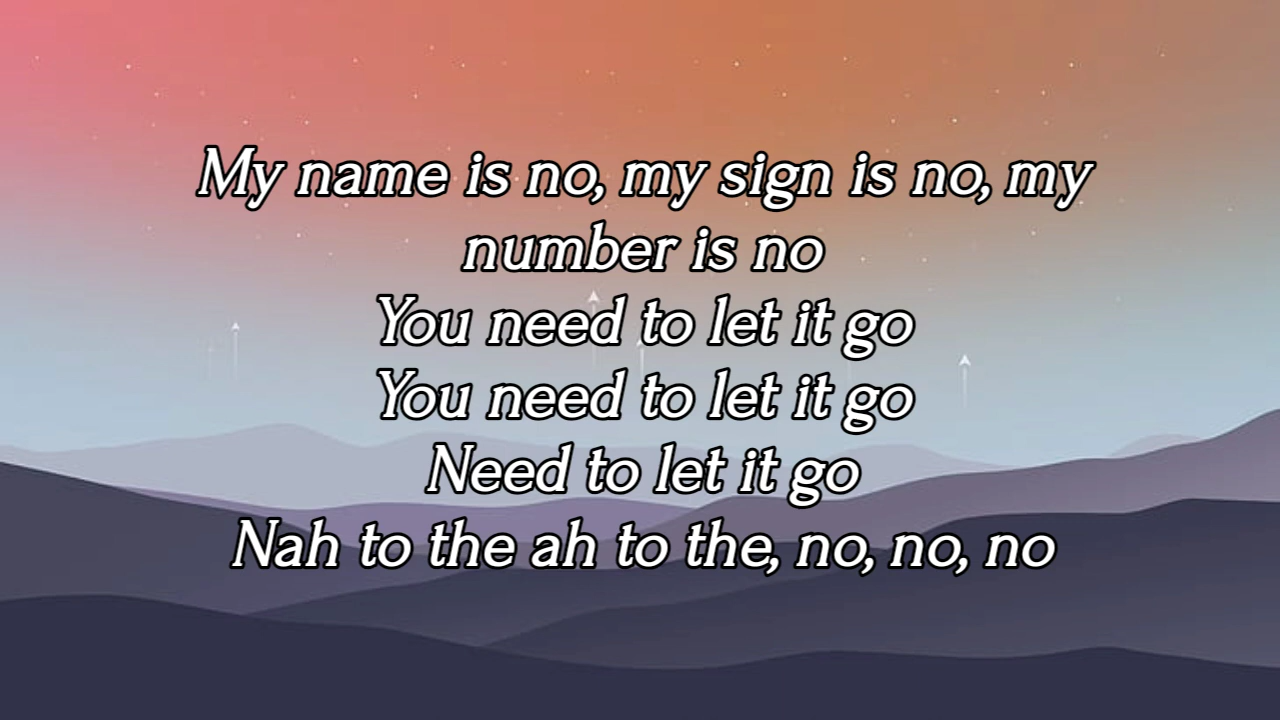 My name is no, my sign is no, my
number is no
You need to let it go
You need to let it go
Need to let it go
Nah to the ah to the, no, no, no